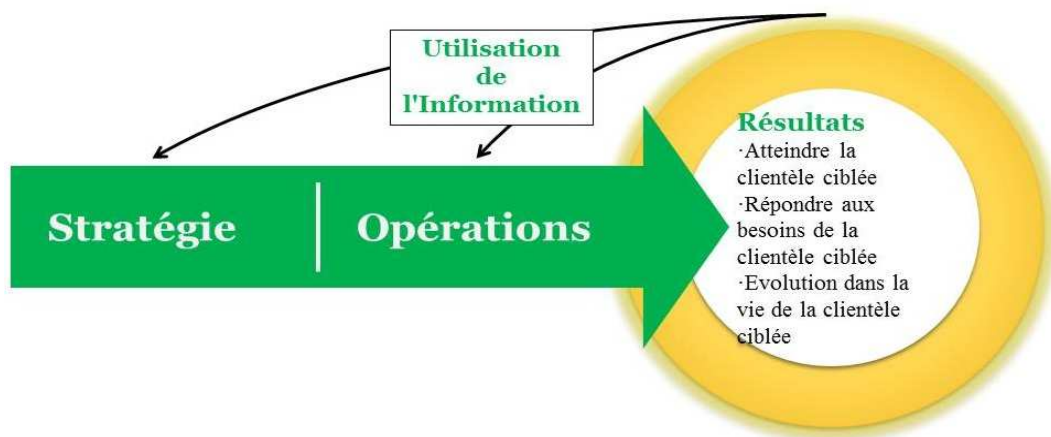 Utilisation
de
l'Information
Stratégie
Opérations
Résultats
·Atteindre la
clientèle ciblée
·Répondre aux
besoins de la
clientèle ciblée
·Evolution dans la
vie de la clientèle
ciblée